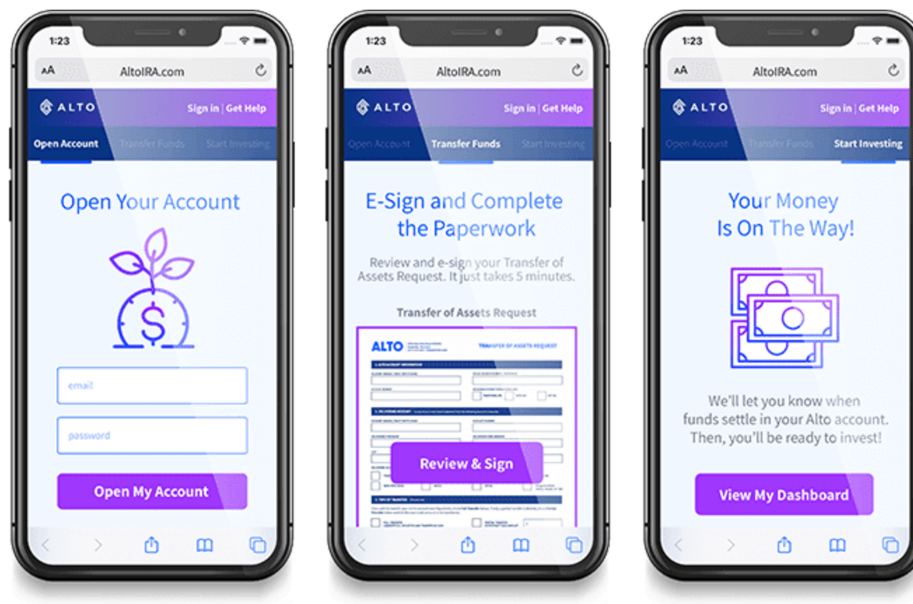 1:23
AA AltoIRA.com
ALTO Sign in | Get Help
Open Account Transfer Funds Start Investing
Open Your Account
$
email
password
Open My Account
1:23
AA AltoIRA.com
ALTO Sign in | Get Help
Open Account Transfer Funds Start Investing
E-Sign and Complete
the Paperwork
Review and e-sign your Transfer of
Assets Request. It just takes 5 minutes.
Transfer of Assets Request
ALTO TRANSFER OF ASSETS REQUEST
Review & Sign
1:23
AA AltoIRA.com
ALTO Sign in | Get Help
Open Account Transfer Funds Start Investing
Your Money
Is On The Way!
We'll let you know when
funds settle in your Alto account.
Then, you'll be ready to invest!
View My Dashboard